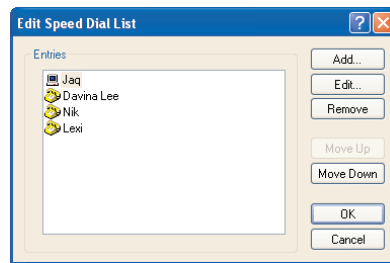 Edit Speed Dial List
Entries
Jaq
Davina Lee
Nik
Lexi
Add...
Edit...
Remove
Move Up
Move Down
OK
Cancel